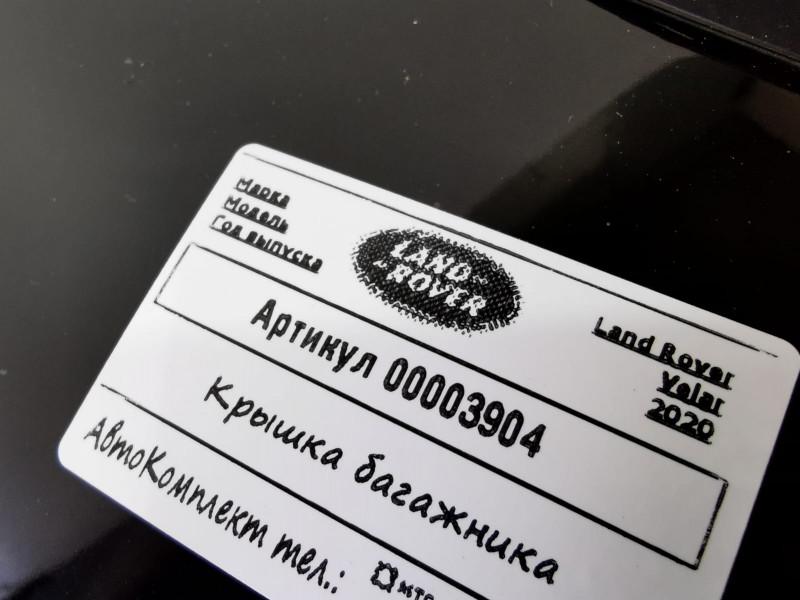 Марка
Модель
Год выпуска
LAND-
-ROVER
Land Rover
Velar
2020
Артикул 00003904
Крышка багажника
АвтоКомплект тел.: